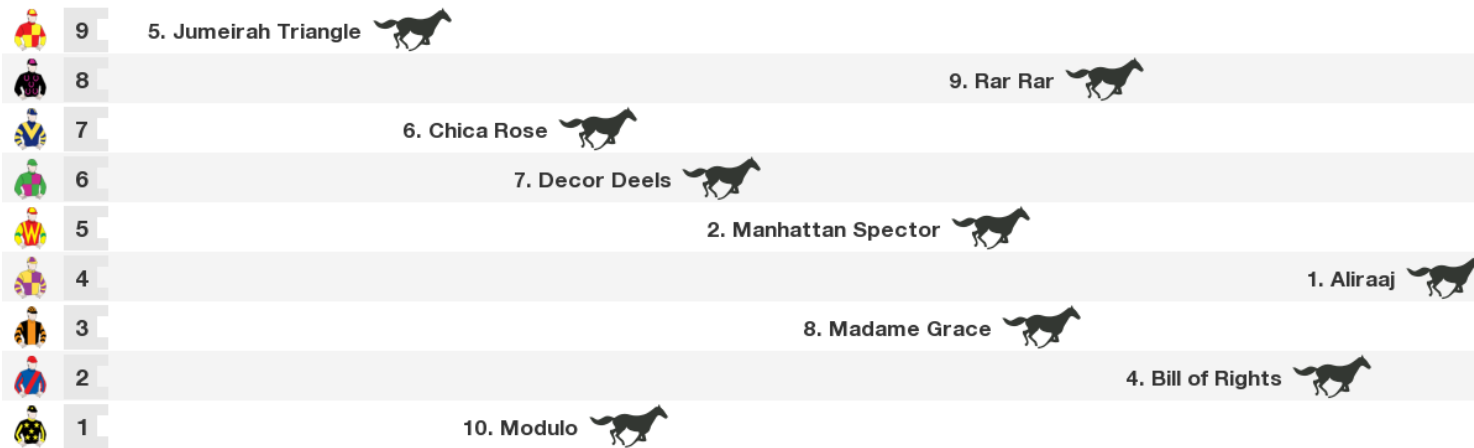 9 5. Jumeirah Triangle
8 9. Rar Rar
7 6. Chica Rose
6 7. Decor Deels
5 2. Manhattan Spector
W
4 1. Aliraaj
3 8. Madame Grace
2 4. Bill of Rights
1 10. Modulo